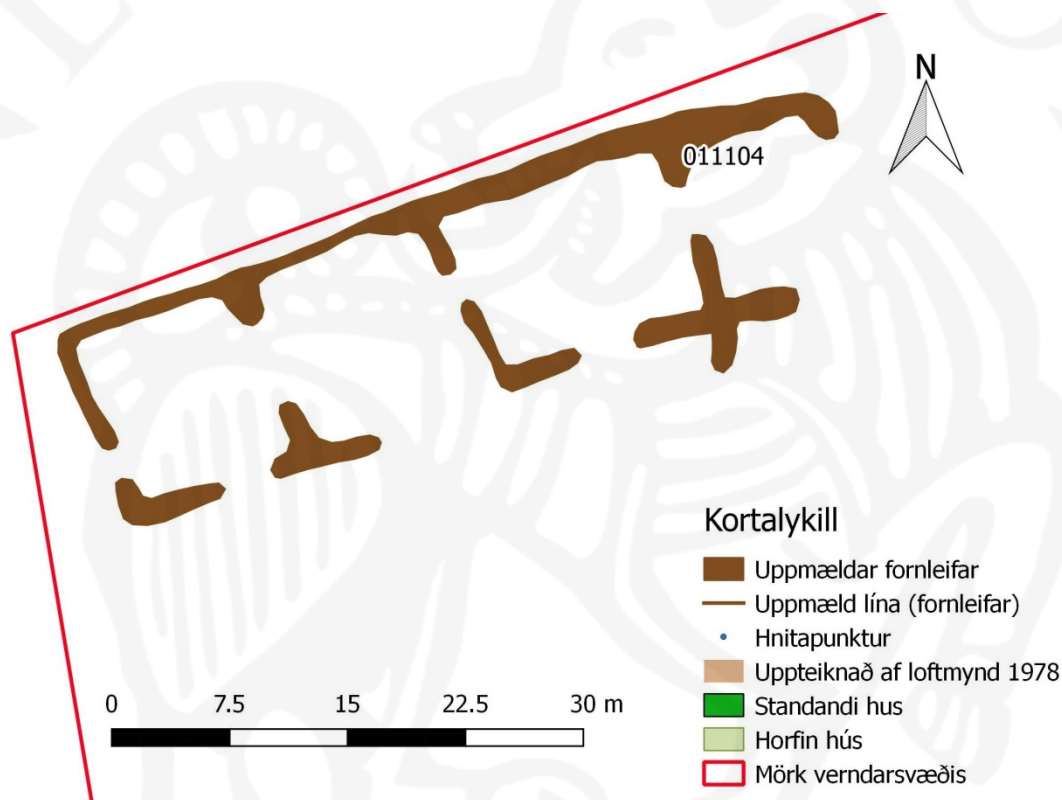 N
011104
Kortalykill
Uppmældar fornleifar
Uppmæld lína (fornleifar)
Hnitapunktur
Uppteiknað af loftmynd 1978
Standandi hus
Horfin hús
Mörk verndarsvæðis
0 7.5 15 22.5 30 m